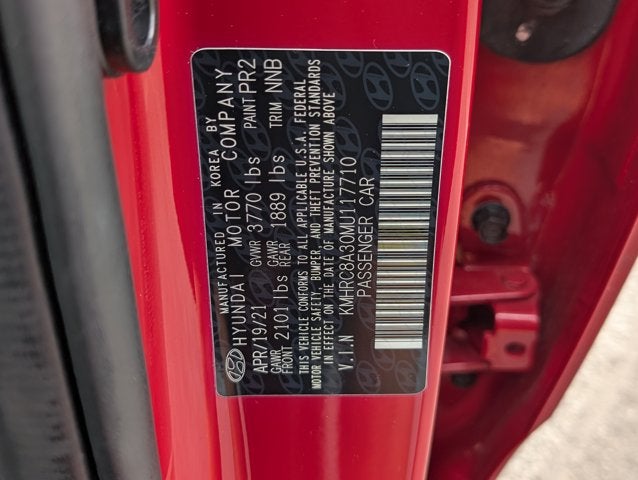 MANUFACTURED IN KOREA BY
HYUNDAI MOTOR COMPANY
APR/19/21 GVWR 3770 lbs PAINT PR2
GAWR FRONT 2101 lbs GAWR REAR 1889 lbs TRIM NNB
THIS VEHICLE CONFORMS TO ALL APPLICABLE U.S.A. FEDERAL
MOTOR VEHICLE SAFETY, BUMPER, AND THEFT PREVENTION STANDARDS
IN EFFECT ON THE DATE OF MANUFACTURE SHOWN ABOVE
V.I.N KMHRC8A30MU117710
PASSENGER CAR